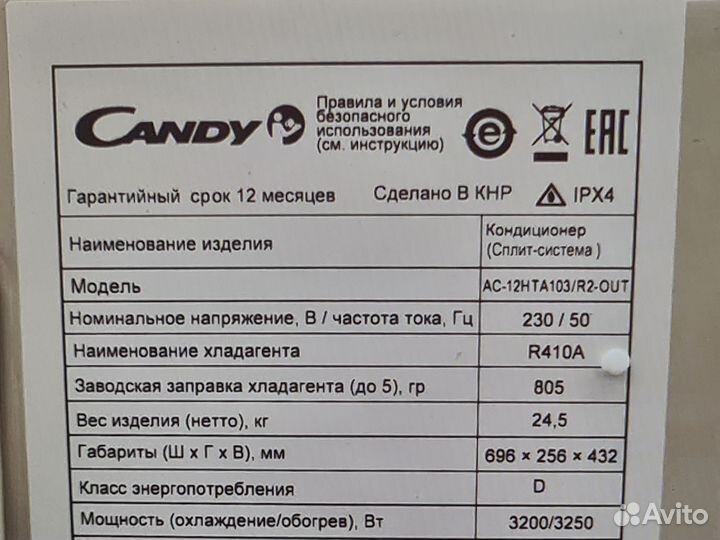 CANDY
Правила и условия
безопасного
использования
(см. инструкцию)
e
EAC
Гарантийный срок 12 месяцев
Сделано В КНР
IPX4
Наименование изделия
Кондиционер
(Сплит-система )
Модель
AC-12HTA103/R2-OUT
Номинальное напряжение, В / частота тока, Гц
230 / 50
Наименование хладагента
R410A
Заводская заправка хладагента (до 5), гр
805
Вес изделия (нетто), кг
24,5
Габариты (Ш х Г х В), мм
696 × 256 × 432
Класс энергопотребления
D
Мощность (охлаждение/обогрев), Вт
3200/3250
Avito